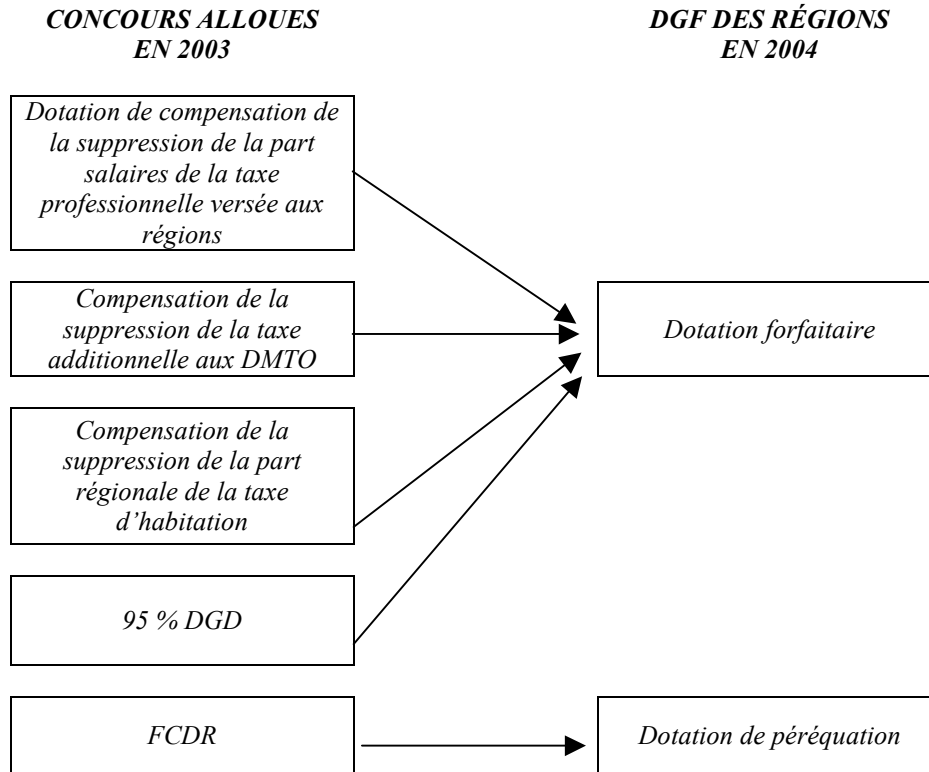 CONCOURS ALLOUES
EN 2003
DGF DES RÉGIONS
EN 2004
Dotation de compensation de
la suppression de la part
salaires de la taxe
professionnelle versée aux
régions
Compensation de la
suppression de la taxe
additionnelle aux DMTO
Dotation forfaitaire
Compensation de la
suppression de la part
régionale de la taxe
d’habitation
95 % DGD
FCDR
Dotation de péréquation